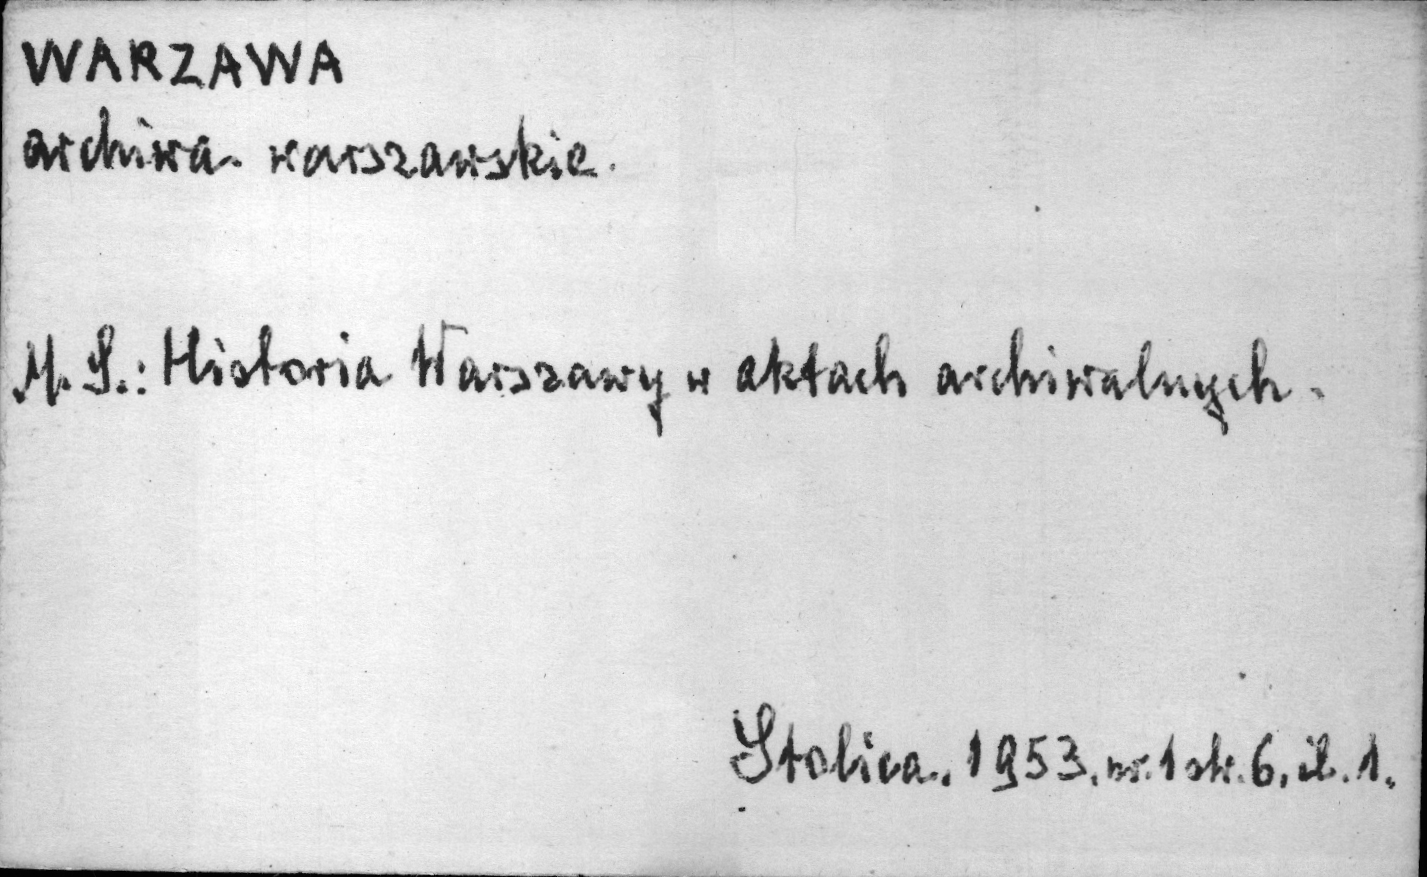 WARZAWA
archiwa warszawskie.
M. S.: Historia Warszawy w aktach archiwalnych.
Stolica. 1953. nr. 1 str. 6, il. 1.